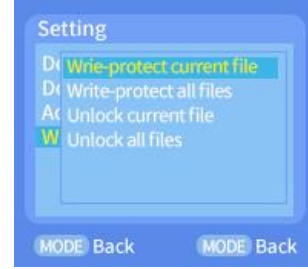 Setting
Wrie-protect current file
Write-protect all files
Unlock current file
Unlock all files
MODE Back
MODE Back